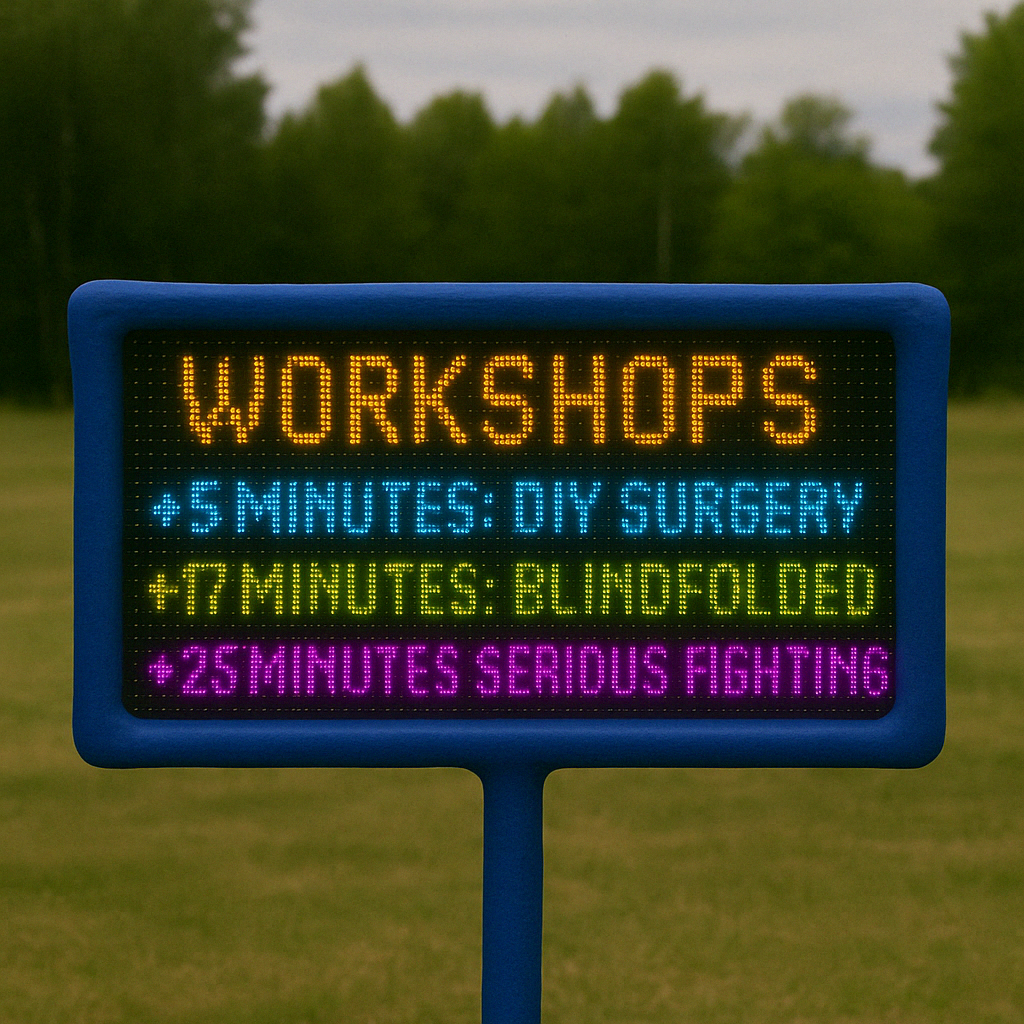 WORKSHOPS
+5 MINUTES: DIY SURGERY
+17 MINUTES: BLINDFOLDED
+25 MINUTES SERIOUS FIGHTING